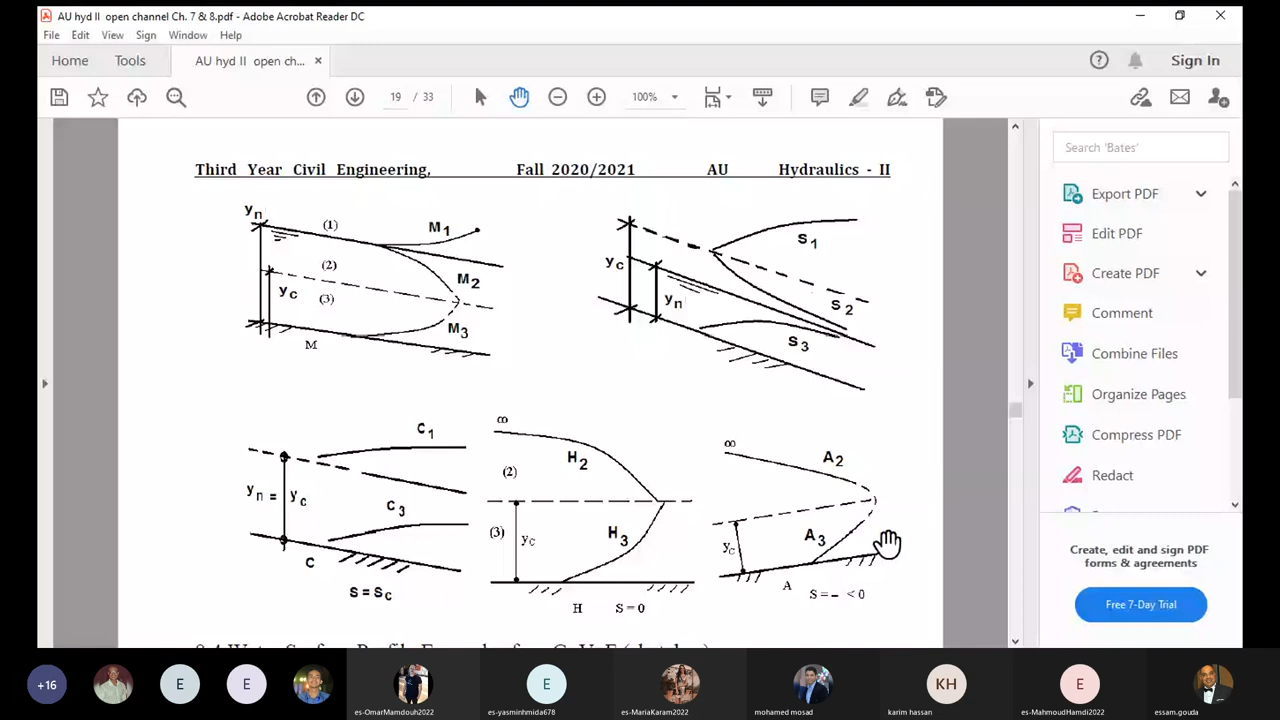 AU hyd II open channel Ch. 7 & 8.pdf - Adobe Acrobat Reader DC
File Edit View Sign Window Help
Home Tools AU hyd II open ch... × Sign In
19 / 33 100%
Third Year Civil Engineering, Fall 2020/2021 AU Hydraulics - II
yn (1) M1
(2) M2
yc (3) M3
M
S1
yc
yn S2
S3
C1
yn = yc
C3
C
S = Sc
∞
H2
(2)
(3) yc H3
H S = 0
∞
A2
yc A3
A S = - < 0
Search 'Bates'
Export PDF
Edit PDF
Create PDF
Comment
Combine Files
Organize Pages
Compress PDF
Redact
Create, edit and sign PDF
forms & agreements
Free 7-Day Trial
+16 E E E KH E
es-OmarMamdouh2022 es-yasminhmida678 es-MariaKaram2022 mohamed mosad karim hassan es-MahmoudHamdi2022 essam.gouda